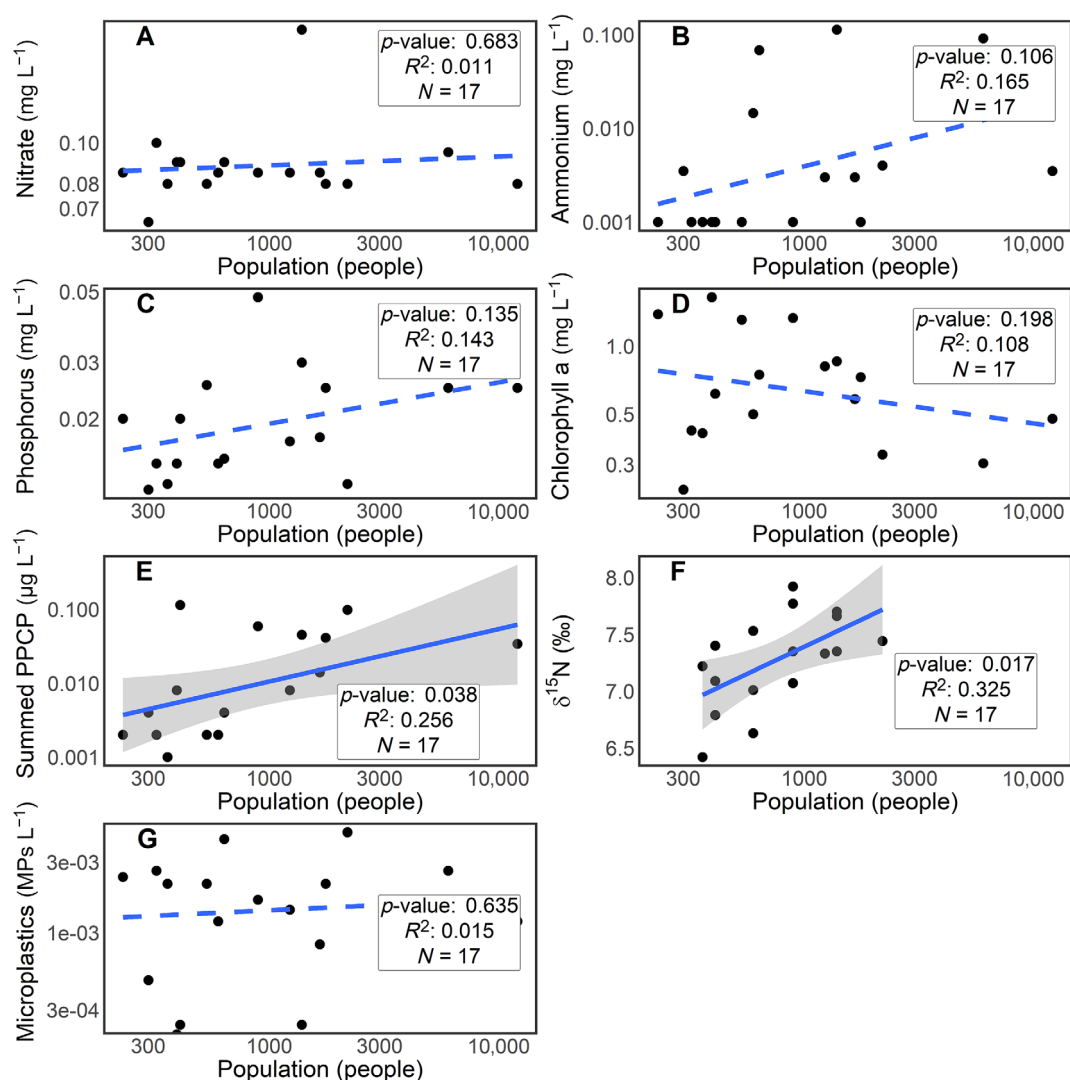 A
Nitrate (mg L⁻¹)
p-value: 0.683
R²: 0.011
N = 17
0.10
0.08
0.07
300 1000 3000 10,000
Population (people)
B
Ammonium (mg L⁻¹)
p-value: 0.106
R²: 0.165
N = 17
0.100
0.010
0.001
300 1000 3000 10,000
Population (people)
C
Phosphorus (mg L⁻¹)
p-value: 0.135
R²: 0.143
N = 17
0.05
0.03
0.02
300 1000 3000 10,000
Population (people)
D
Chlorophyll a (mg L⁻¹)
p-value: 0.198
R²: 0.108
N = 17
1.0
0.5
0.3
300 1000 3000 10,000
Population (people)
E
Summed PPCP (µg L⁻¹)
0.100
0.010
0.001
p-value: 0.038
R²: 0.256
N = 17
300 1000 3000 10,000
Population (people)
F
δ¹⁵N (‰)
8.0
7.5
7.0
6.5
p-value: 0.017
R²: 0.325
N = 17
300 1000 3000 10,000
Population (people)
G
Microplastics (MPs L⁻¹)
3e-03
1e-03
3e-04
p-value: 0.635
R²: 0.015
N = 17
300 1000 3000 10,000
Population (people)